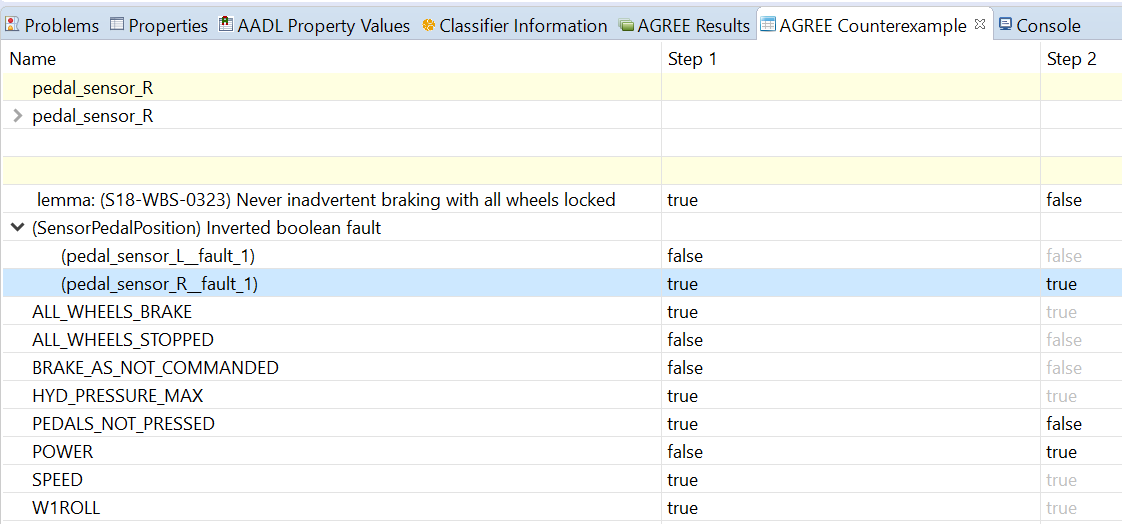 Problems Properties AADL Property Values Classifier Information AGREE Results AGREE Counterexample Console
Name Step 1 Step 2
pedal_sensor_R
pedal_sensor_R
lemma: (S18-WBS-0323) Never inadvertent braking with all wheels locked true false
(SensorPedalPosition) Inverted boolean fault
(pedal_sensor_L__fault_1) false false
(pedal_sensor_R__fault_1) true true
ALL_WHEELS_BRAKE true true
ALL_WHEELS_STOPPED false false
BRAKE_AS_NOT_COMMANDED false false
HYD_PRESSURE_MAX true true
PEDALS_NOT_PRESSED true false
POWER false true
SPEED true true
W1ROLL true true